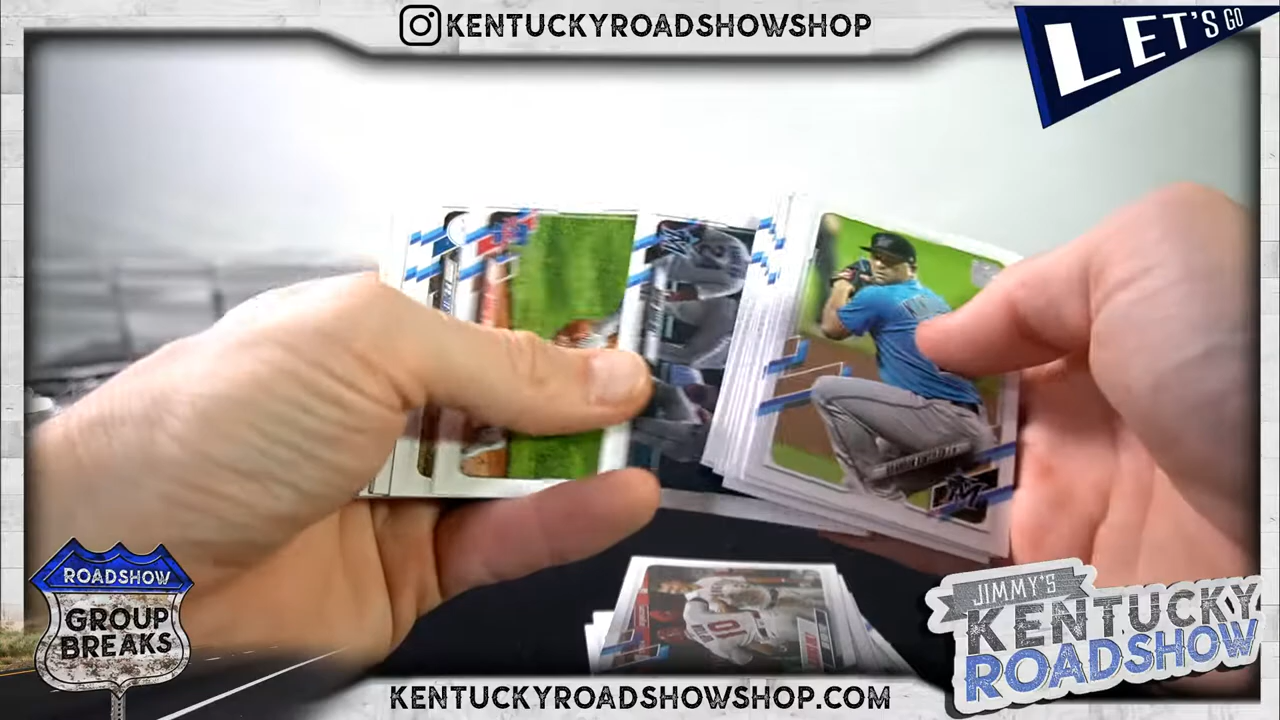 KENTUCKYROADSHOWSHOP
LET'S GO
ROADSHOW
GROUP
BREAKS
JIMMY'S
KENTUCKY
ROADSHOW
KENTUCKYROADSHOWSHOP.COM